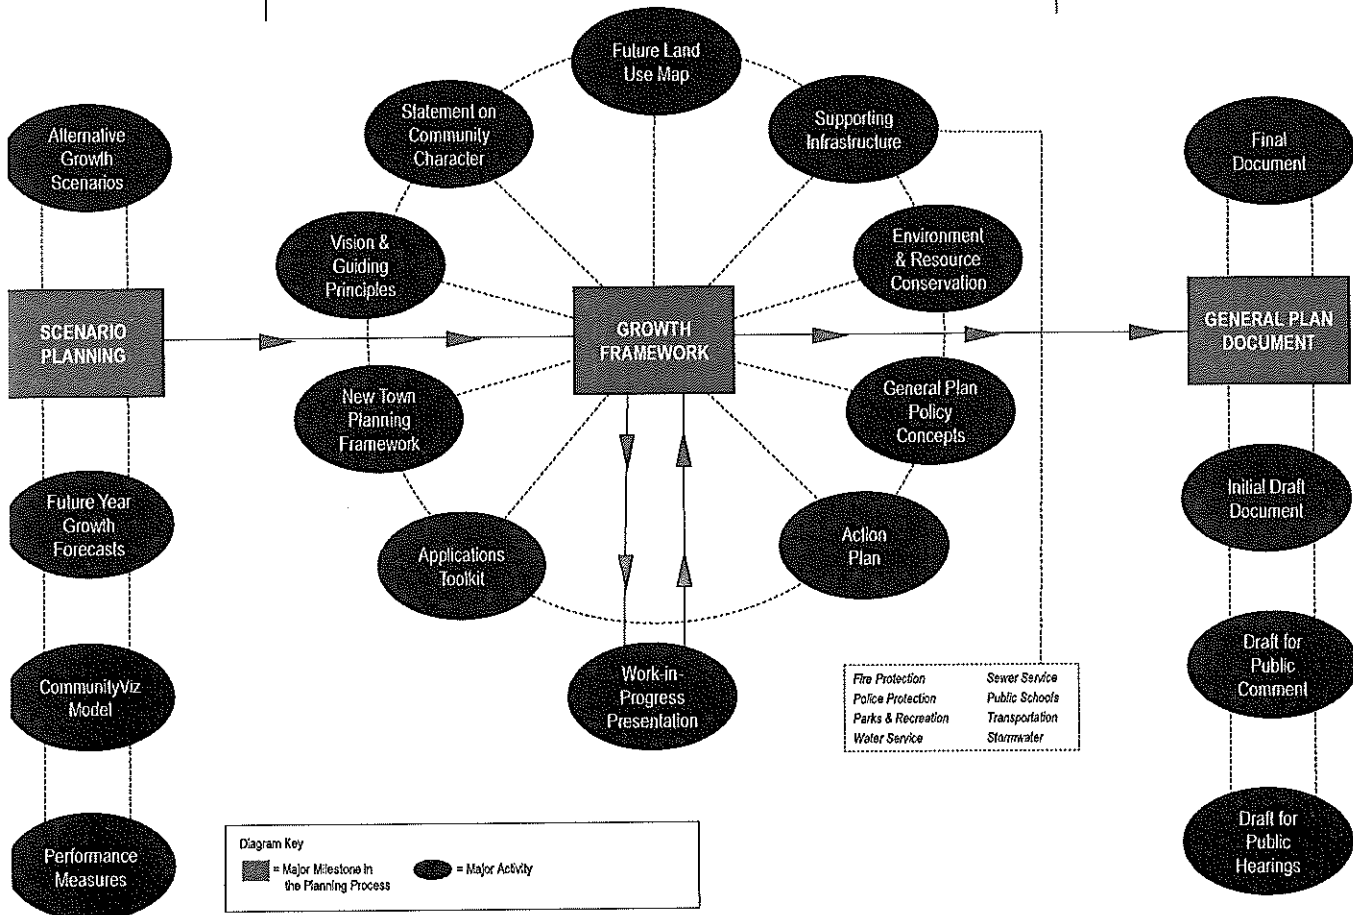 Alternative
Growth
Scenarios
SCENARIO
PLANNING
Future Year
Growth
Forecasts
CommunityViz
Model
Performance
Measures
Future Land
Use Map
Statement on
Community
Character
Supporting
Infrastructure
Vision &
Guiding
Principles
Environment
& Resource
Conservation
GROWTH
FRAMEWORK
New Town
Planning
Framework
General Plan
Policy
Concepts
Applications
Toolkit
Action
Plan
Work-in-
Progress
Presentation
Fire Protection
Police Protection
Parks & Recreation
Water Service
Sewer Service
Public Schools
Transportation
Stormwater
Final
Document
GENERAL PLAN
DOCUMENT
Initial Draft
Document
Draft for
Public
Comment
Draft for
Public
Hearings
Diagram Key
= Major Milestone in
the Planning Process
= Major Activity